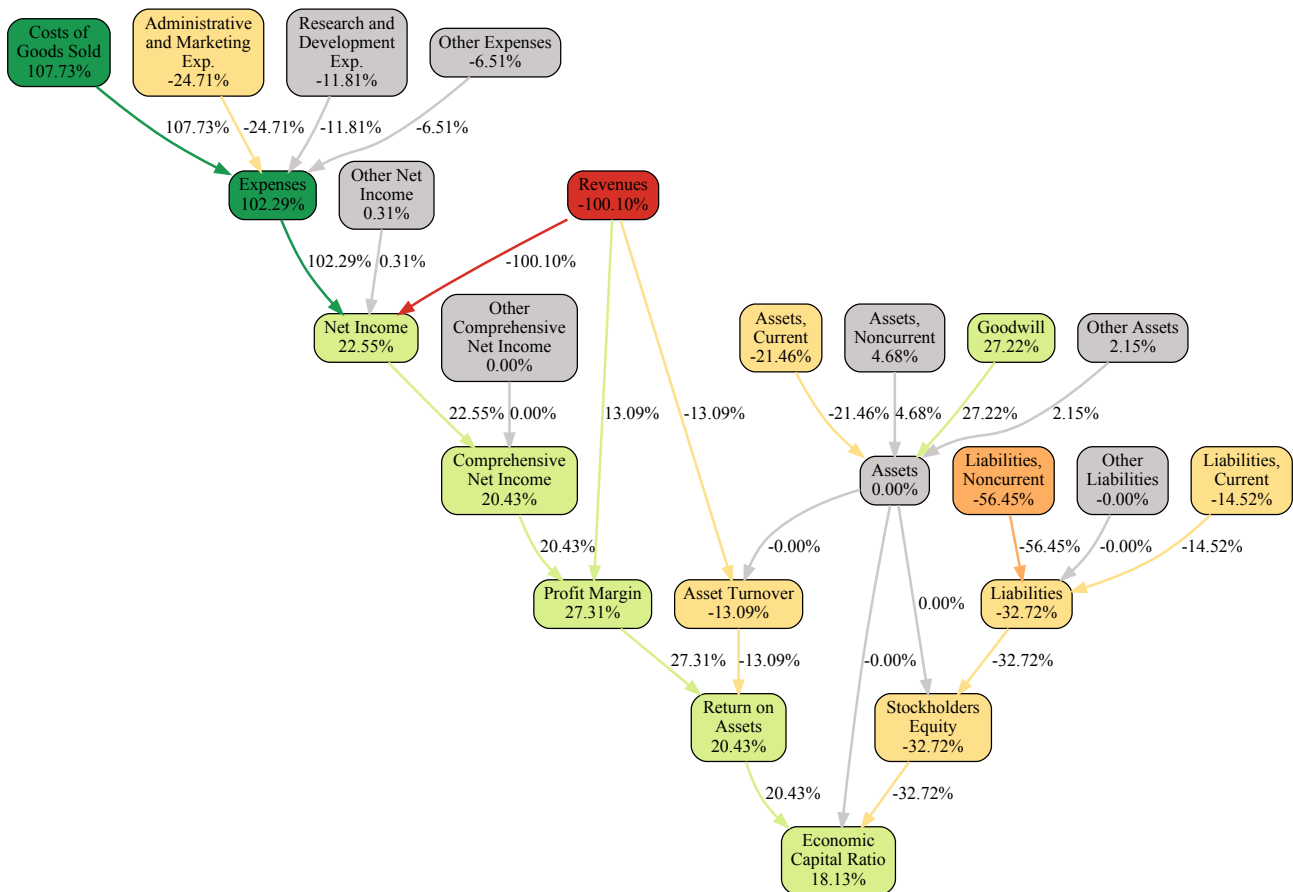 Costs of
Goods Sold
107.73%
Administrative
and Marketing
Exp.
-24.71%
Research and
Development
Exp.
-11.81%
Other Expenses
-6.51%
107.73%
-24.71%
-11.81%
-6.51%
Expenses
102.29%
Other Net
Income
0.31%
Revenues
-100.10%
102.29%
0.31%
-100.10%
Net Income
22.55%
Other
Comprehensive
Net Income
0.00%
Assets,
Current
-21.46%
Assets,
Noncurrent
4.68%
Goodwill
27.22%
Other Assets
2.15%
22.55%
0.00%
13.09%
-13.09%
-21.46%
4.68%
27.22%
2.15%
Comprehensive
Net Income
20.43%
Assets
0.00%
Liabilities,
Noncurrent
-56.45%
Other
Liabilities
-0.00%
Liabilities,
Current
-14.52%
20.43%
-0.00%
-56.45%
-0.00%
-14.52%
Profit Margin
27.31%
Asset Turnover
-13.09%
0.00%
Liabilities
-32.72%
27.31%
-13.09%
-0.00%
-32.72%
Return on
Assets
20.43%
Stockholders
Equity
-32.72%
20.43%
-32.72%
Economic
Capital Ratio
18.13%